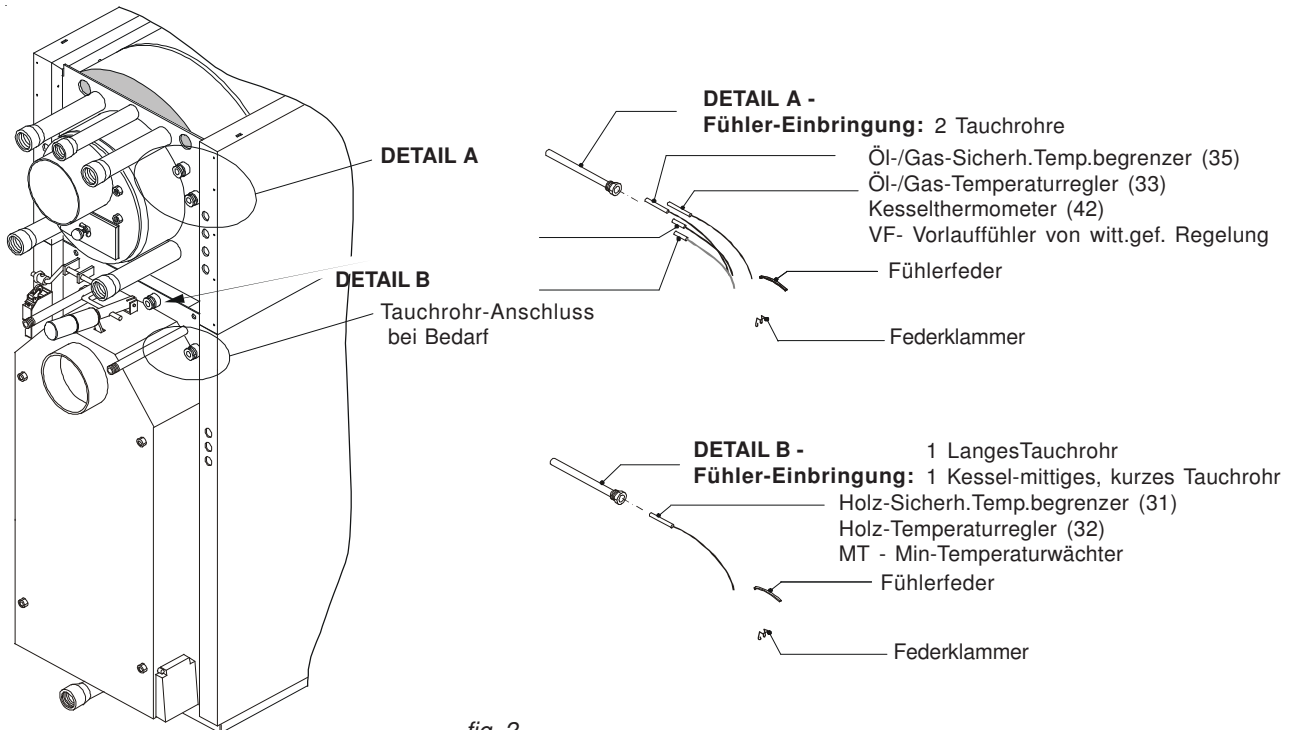 DETAIL A
DETAIL B
Tauchrohr-Anschluss
bei Bedarf
DETAIL A -
Fühler-Einbringung: 2 Tauchrohre
Öl-/Gas-Sicherh.Temp.begrenzer (35)
Öl-/Gas-Temperaturregler (33)
Kesselthermometer (42)
VF- Vorlauffühler von witt.gef. Regelung
Fühlerfeder
Federklammer
DETAIL B - 1 LangesTauchrohr
Fühler-Einbringung: 1 Kessel-mittiges, kurzes Tauchrohr
Holz-Sicherh.Temp.begrenzer (31)
Holz-Temperaturregler (32)
MT - Min-Temperaturwächter
Fühlerfeder
Federklammer
fig. 2